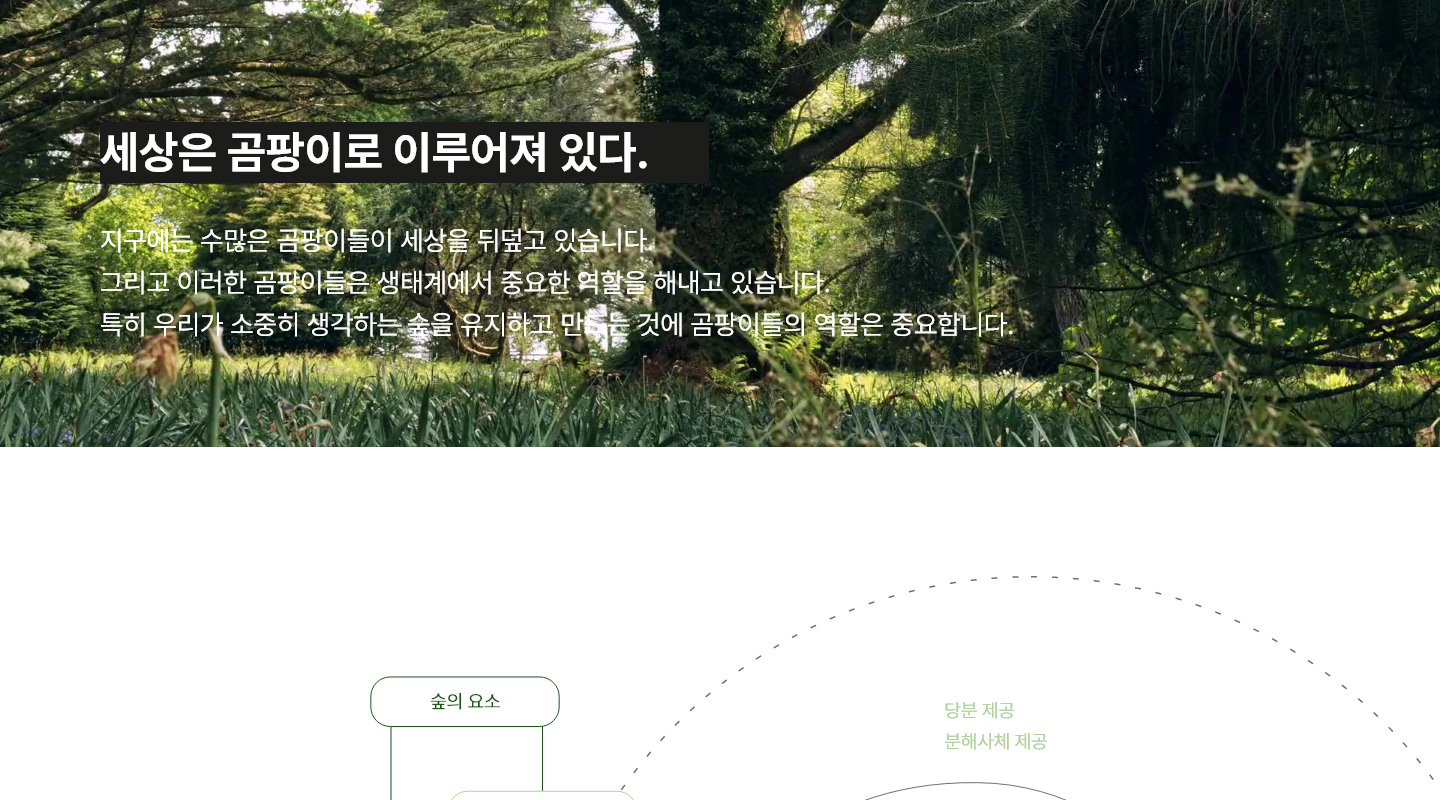 세상은 곰팡이로 이루어져 있다.
지구에는 수많은 곰팡이들이 세상을 뒤덮고 있습니다.
그리고 이러한 곰팡이들은 생태계에서 중요한 역할을 해내고 있습니다.
특히 우리가 소중히 생각하는 숲을 유지하고 만드는 것에 곰팡이들의 역할은 중요합니다.
숲의 요소
당분 제공
분해사체 제공